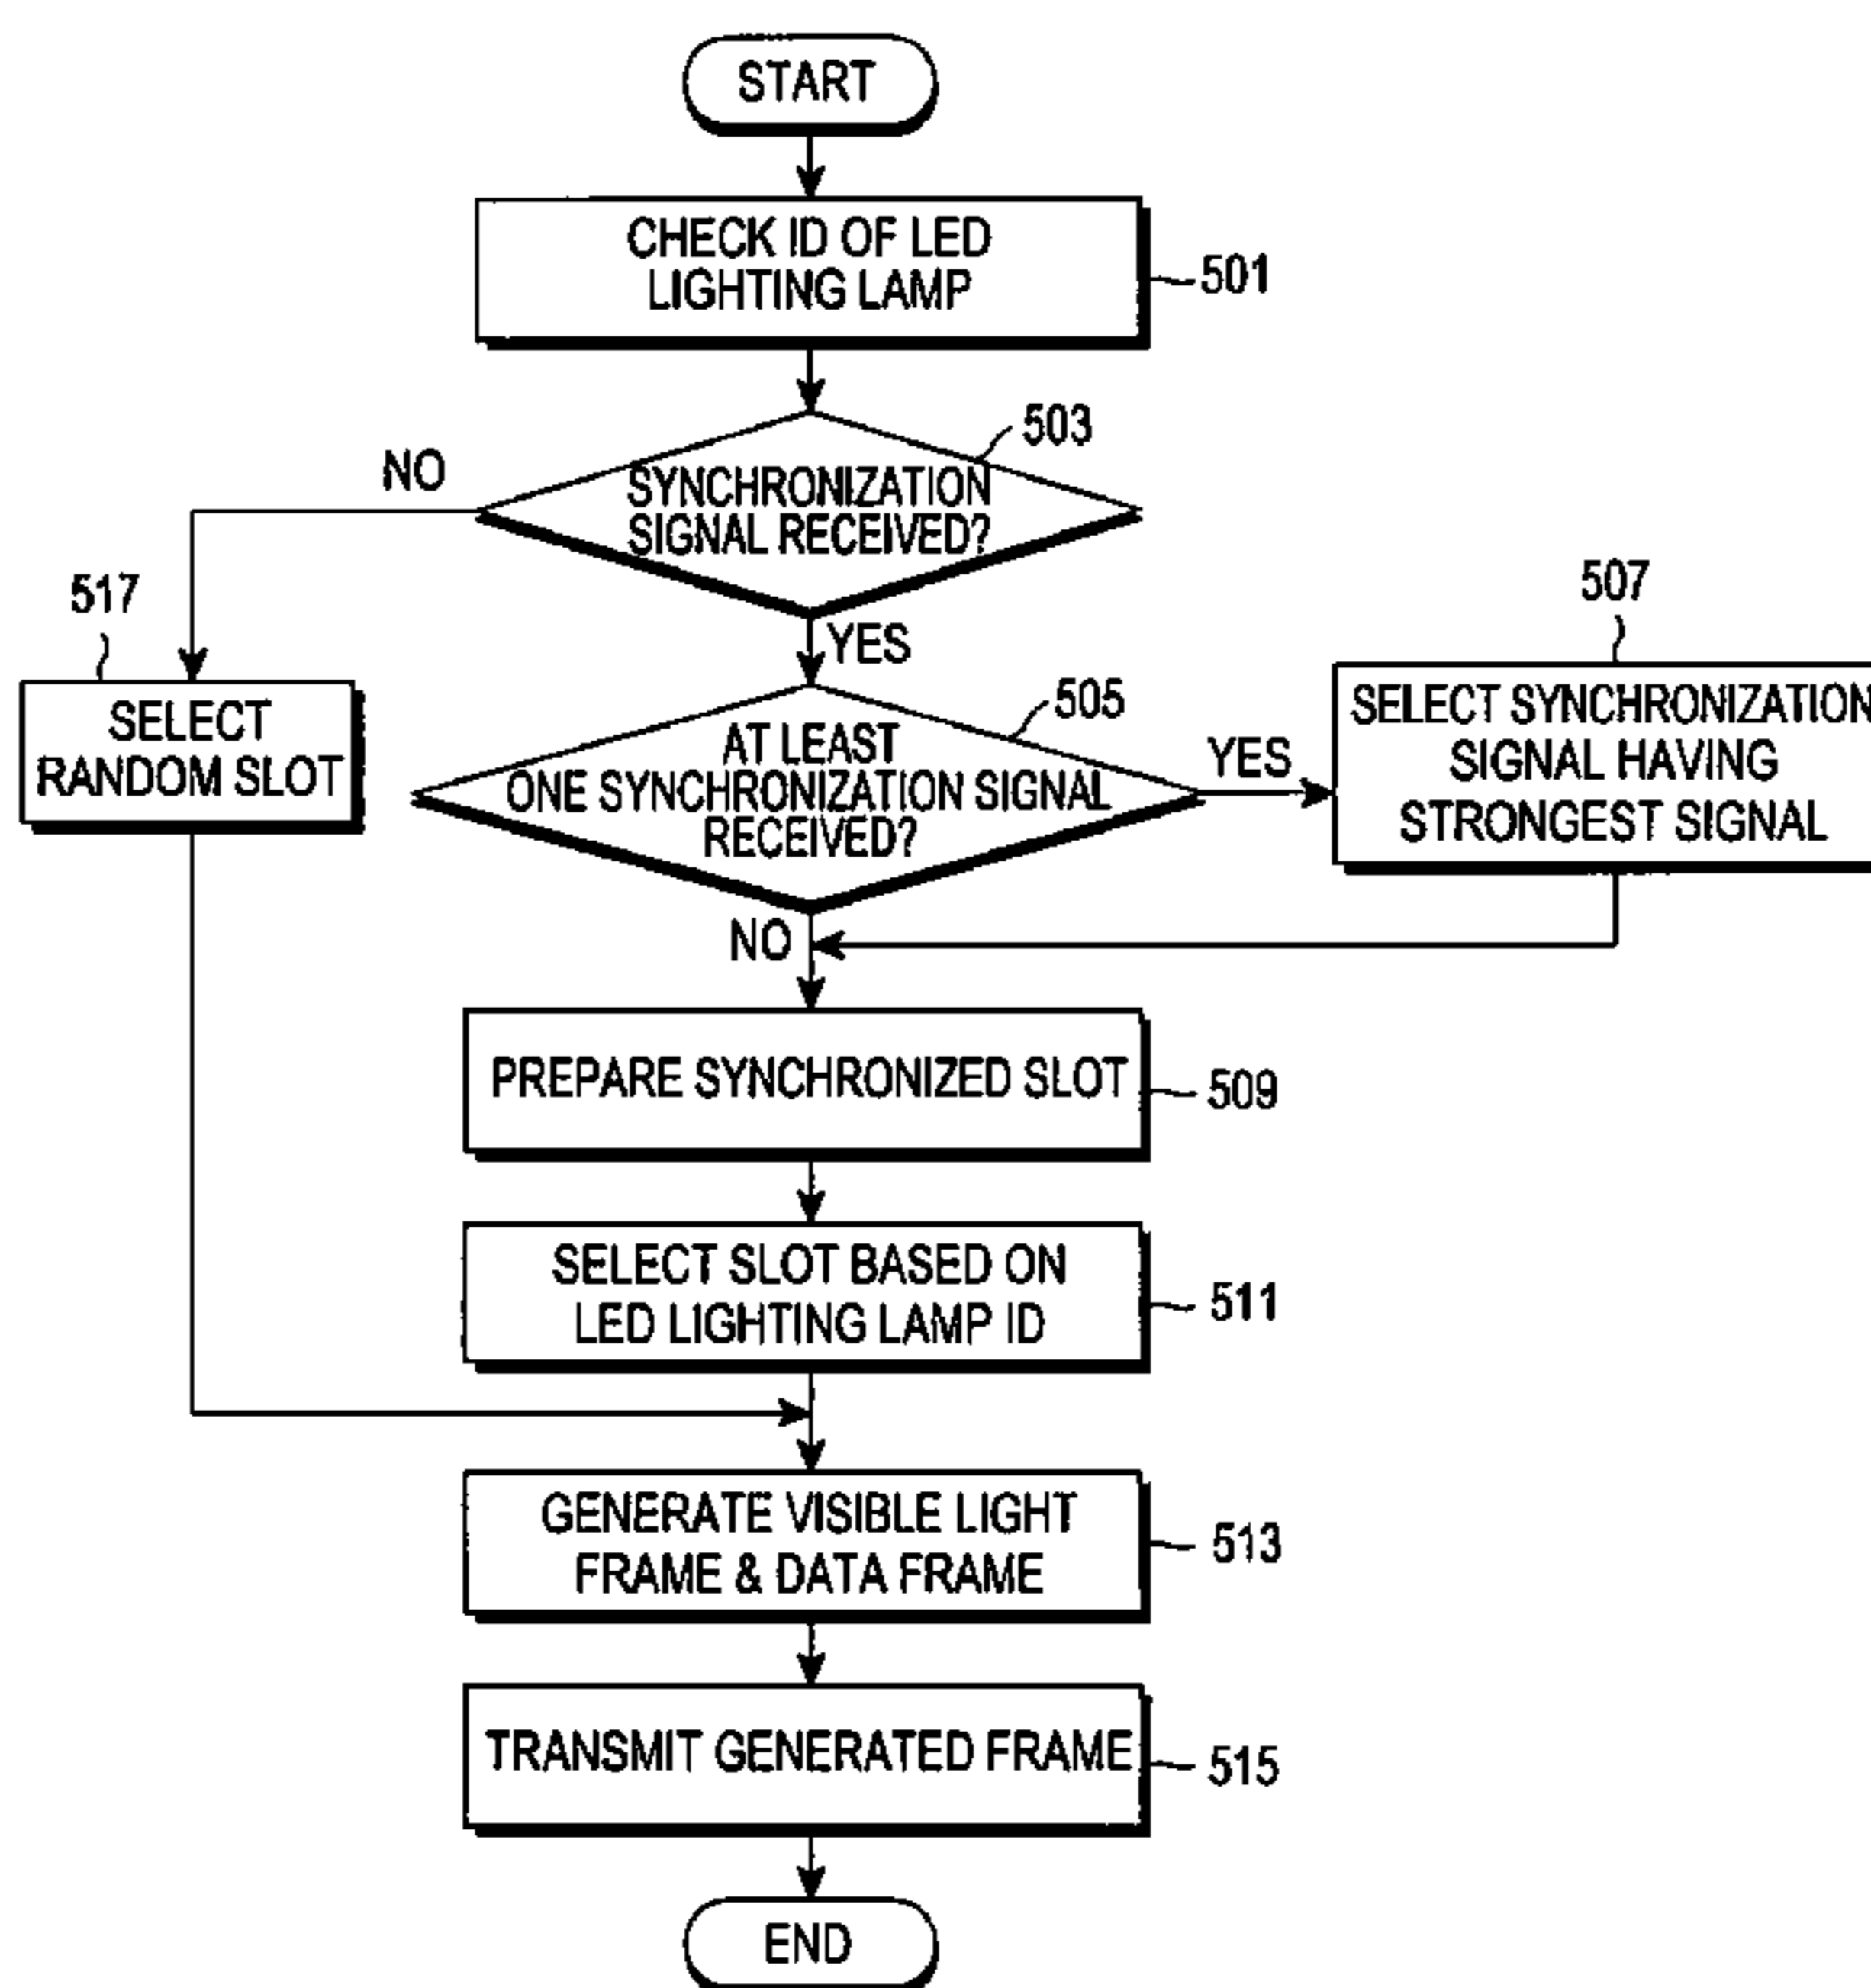 START
CHECK ID OF LED
LIGHTING LAMP
501
503
NO
SYNCHRONIZATION
SIGNAL RECEIVED?
YES
517
SELECT
RANDOM SLOT
505
AT LEAST
ONE SYNCHRONIZATION SIGNAL
RECEIVED?
YES
507
SELECT SYNCHRONIZATION
SIGNAL HAVING
STRONGEST SIGNAL
NO
PREPARE SYNCHRONIZED SLOT
509
SELECT SLOT BASED ON
LED LIGHTING LAMP ID
511
GENERATE VISIBLE LIGHT
FRAME & DATA FRAME
513
TRANSMIT GENERATED FRAME
515
END